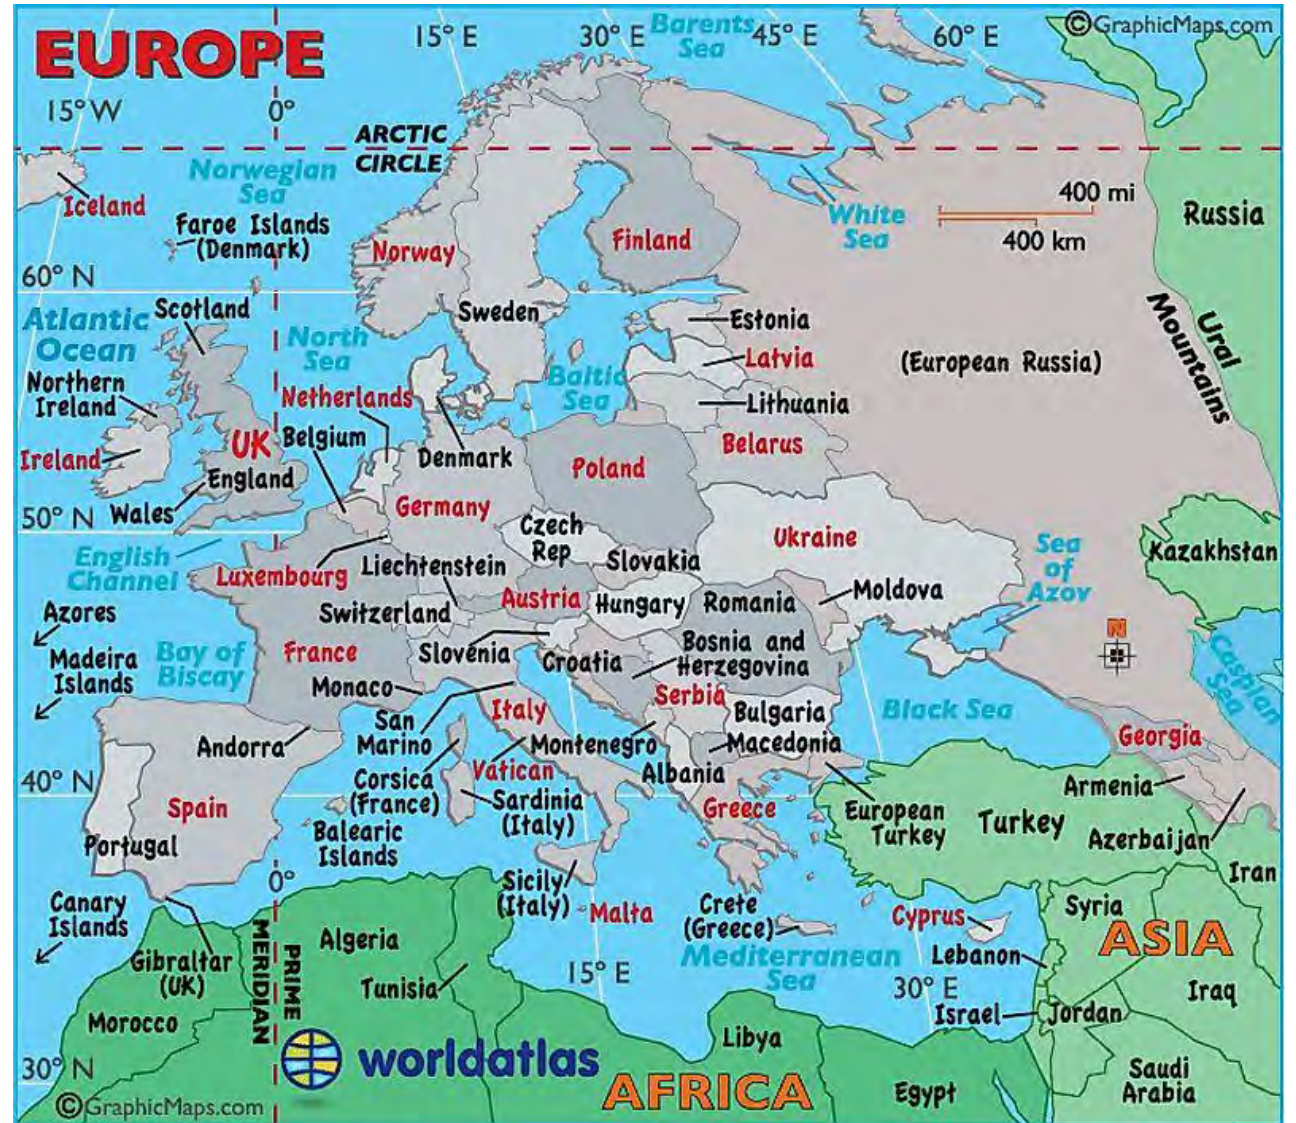 EUROPE
15° E
30° E
Barents
Sea
45° E
60° E
©GraphicMaps.com
15° W
0°
ARCTIC
CIRCLE
Norwegian
Sea
Iceland
Faroe Islands
(Denmark)
400 mi
400 km
White
Sea
Russia
Norway
Finland
60° N
Sweden
Scotland
Atlantic
Ocean
North
Sea
Estonia
Ural
Mountains
Latvia
(European Russia)
Northern
Ireland
Netherlands
Baltic
Sea
Lithuania
Belarus
UK
Belgium
Denmark
Ireland
England
Poland
Wales
Germany
50° N
Czech
Rep
Ukraine
Sea
of
Azov
Kazakhstan
English
Channel
Luxembourg
Liechtenstein
Slovakia
Moldova
Azores
Switzerland
Austria
Hungary
Romania
N
Madeira
Islands
Bay of
Biscay
France
Slovenia
Croatia
Bosnia and
Herzegovina
Caspian
Sea
Monaco
Serbia
San
Marino
Italy
Bulgaria
Black Sea
Andorra
Montenegro
Macedonia
Georgia
40° N
Corsica
(France)
Vatican
Albania
Armenia
Spain
Sardinia
(Italy)
Greece
European
Turkey
Turkey
Azerbaijan
Portugal
Balearic
Islands
Iran
0°
Sicily
(Italy)
Malta
Crete
(Greece)
Cyprus
Syria
ASIA
Canary
Islands
Gibraltar
(UK)
PRIME
MERIDIAN
Algeria
Mediterranean
Sea
Lebanon
15° E
30° E
Tunisia
Iraq
Morocco
Israel
Jordan
Libya
worldatlas
30° N
AFRICA
Egypt
Saudi
Arabia
©GraphicMaps.com